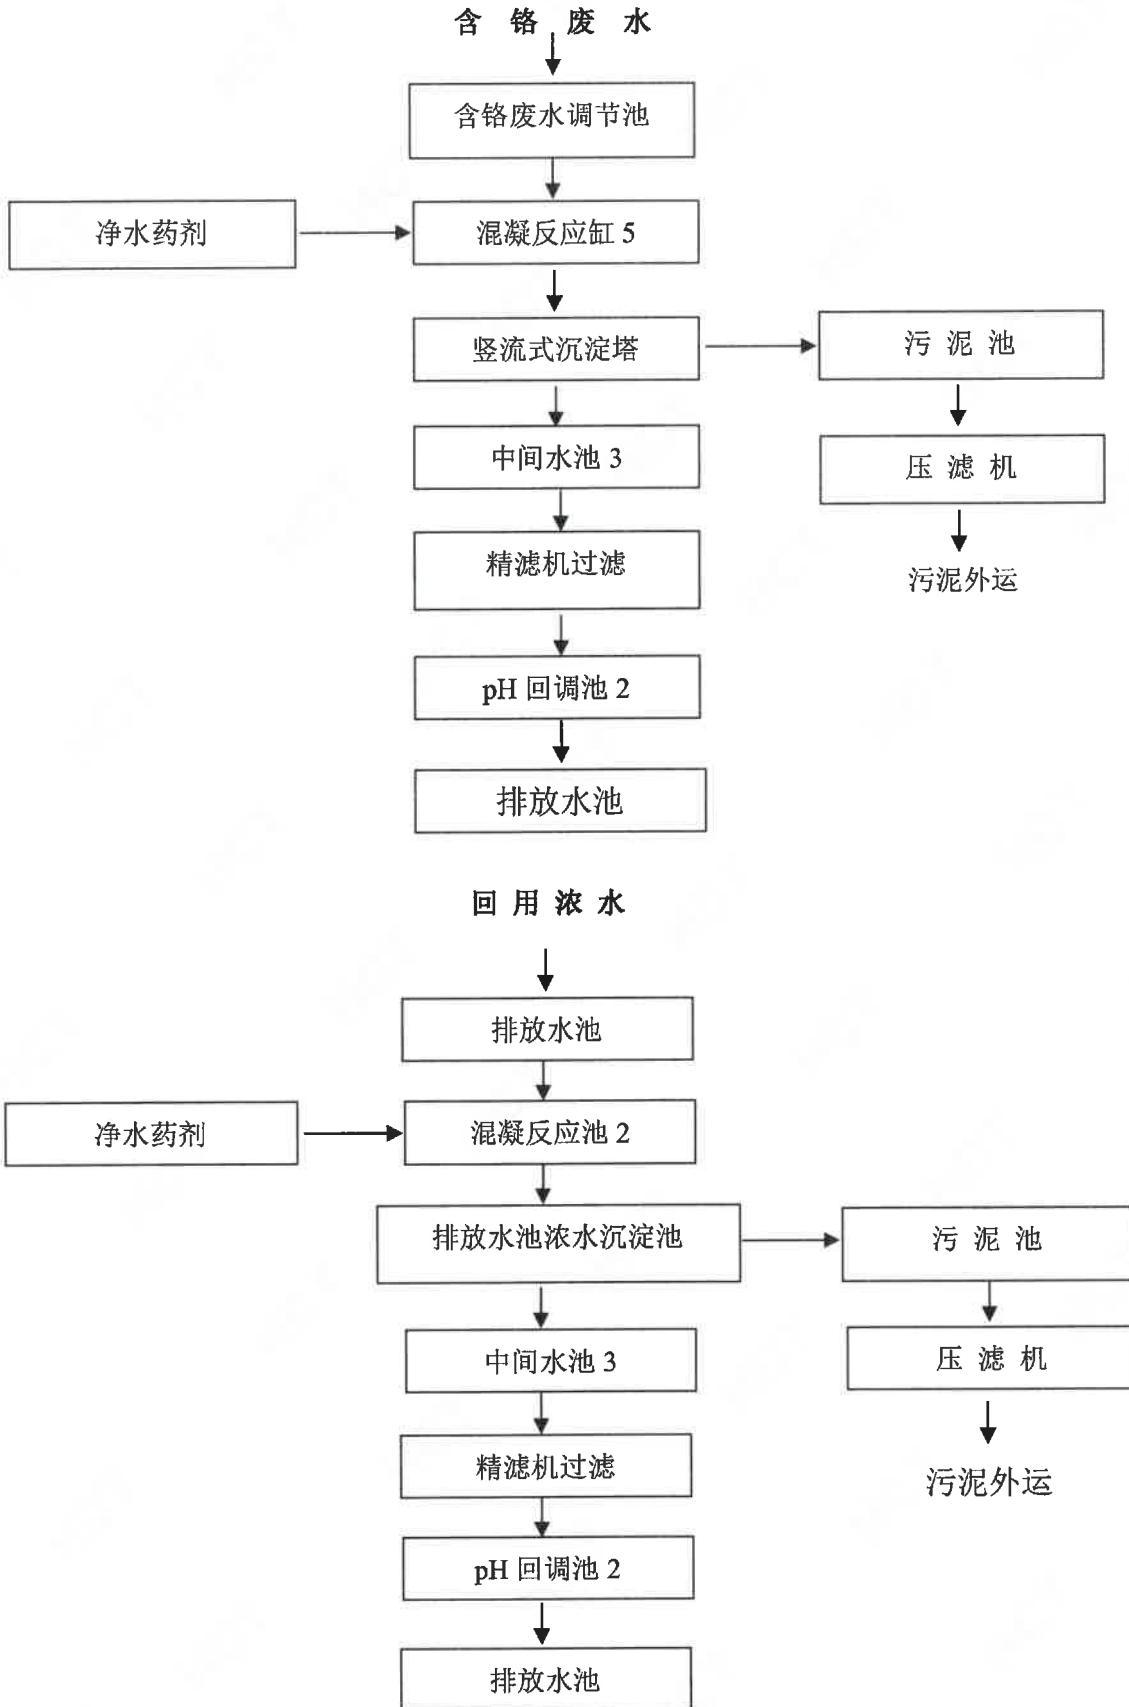 含 铬 废 水
含铬废水调节池
净水药剂
混凝反应缸 5
竖流式沉淀塔
污 泥 池
中间水池 3
压 滤 机
精滤机过滤
污泥外运
pH 回调池 2
排放水池
回 用 浓 水
排放水池
净水药剂
混凝反应池 2
排放水池浓水沉淀池
污 泥 池
中间水池 3
压 滤 机
精滤机过滤
污泥外运
pH 回调池 2
排放水池